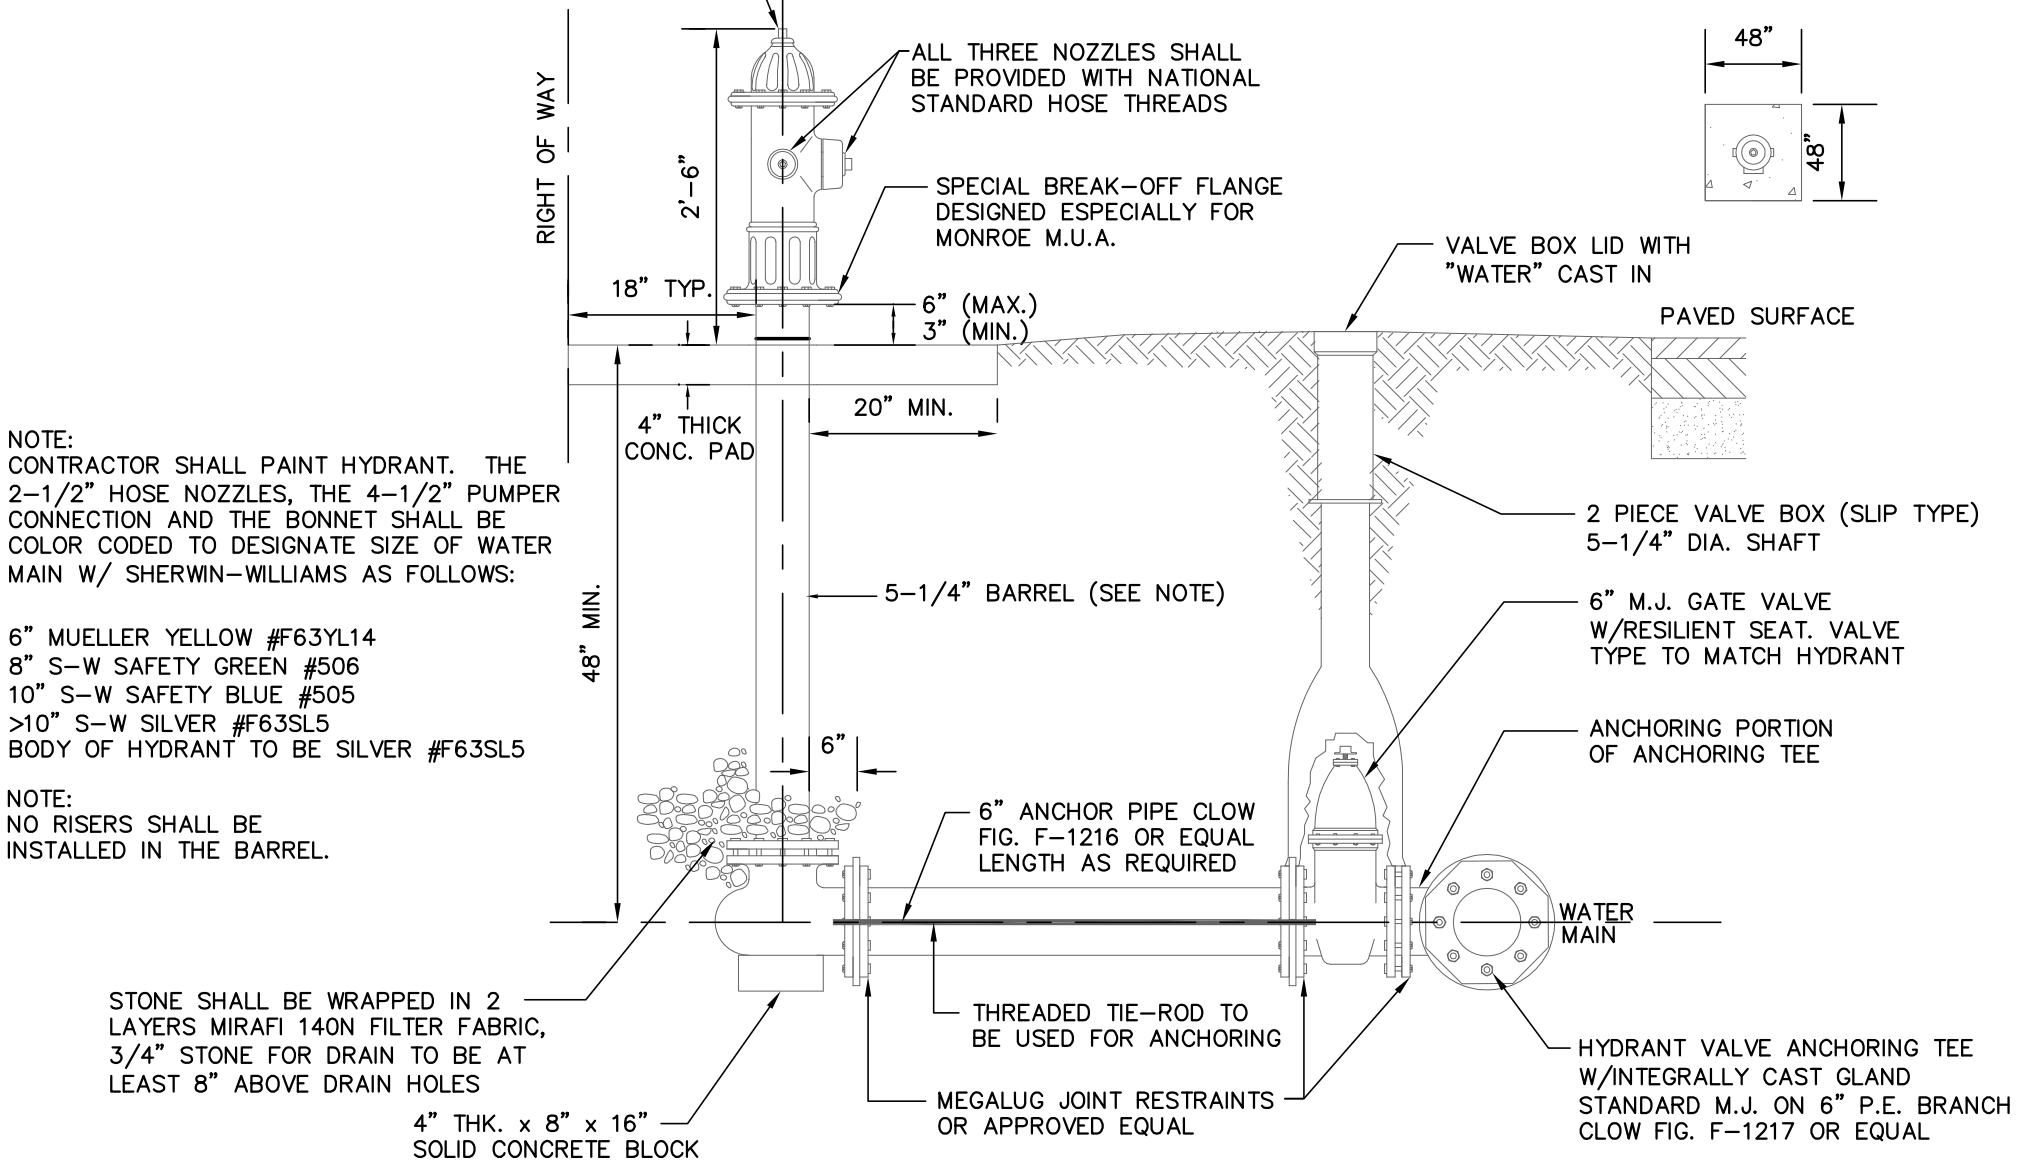 ALL THREE NOZZLES SHALL
BE PROVIDED WITH NATIONAL
STANDARD HOSE THREADS
48"
48"
RIGHT OF WAY
2'-6"
SPECIAL BREAK-OFF FLANGE
DESIGNED ESPECIALLY FOR
MONROE M.U.A.
VALVE BOX LID WITH
"WATER" CAST IN
18" TYP.
6" (MAX.)
3" (MIN.)
PAVED SURFACE
20" MIN.
4" THICK
CONC. PAD
NOTE:
CONTRACTOR SHALL PAINT HYDRANT. THE
2-1/2" HOSE NOZZLES, THE 4-1/2" PUMPER
CONNECTION AND THE BONNET SHALL BE
COLOR CODED TO DESIGNATE SIZE OF WATER
MAIN W/ SHERWIN-WILLIAMS AS FOLLOWS:
6" MUELLER YELLOW #F63YL14
8" S-W SAFETY GREEN #506
10" S-W SAFETY BLUE #505
>10" S-W SILVER #F63SL5
BODY OF HYDRANT TO BE SILVER #F63SL5
NOTE:
NO RISERS SHALL BE
INSTALLED IN THE BARREL.
48" MIN.
5-1/4" BARREL (SEE NOTE)
2 PIECE VALVE BOX (SLIP TYPE)
5-1/4" DIA. SHAFT
6" M.J. GATE VALVE
W/RESILIENT SEAT. VALVE
TYPE TO MATCH HYDRANT
ANCHORING PORTION
OF ANCHORING TEE
6"
6" ANCHOR PIPE CLOW
FIG. F-1216 OR EQUAL
LENGTH AS REQUIRED
WATER
MAIN
STONE SHALL BE WRAPPED IN 2
LAYERS MIRAFI 140N FILTER FABRIC,
3/4" STONE FOR DRAIN TO BE AT
LEAST 8" ABOVE DRAIN HOLES
THREADED TIE-ROD TO
BE USED FOR ANCHORING
MEGALUG JOINT RESTRAINTS
OR APPROVED EQUAL
4" THK. x 8" x 16"
SOLID CONCRETE BLOCK
HYDRANT VALVE ANCHORING TEE
W/INTEGRALLY CAST GLAND
STANDARD M.J. ON 6" P.E. BRANCH
CLOW FIG. F-1217 OR EQUAL